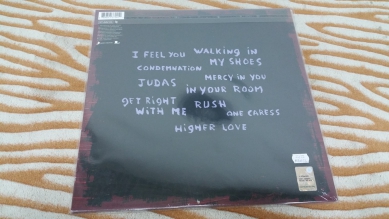 I FEEL YOU WALKING IN
MY SHOES
CONDEMNATION MERCY IN YOU
JUDAS IN YOUR ROOM
GET RIGHT RUSH
WITH ME ONE CARESS
HIGHER LOVE